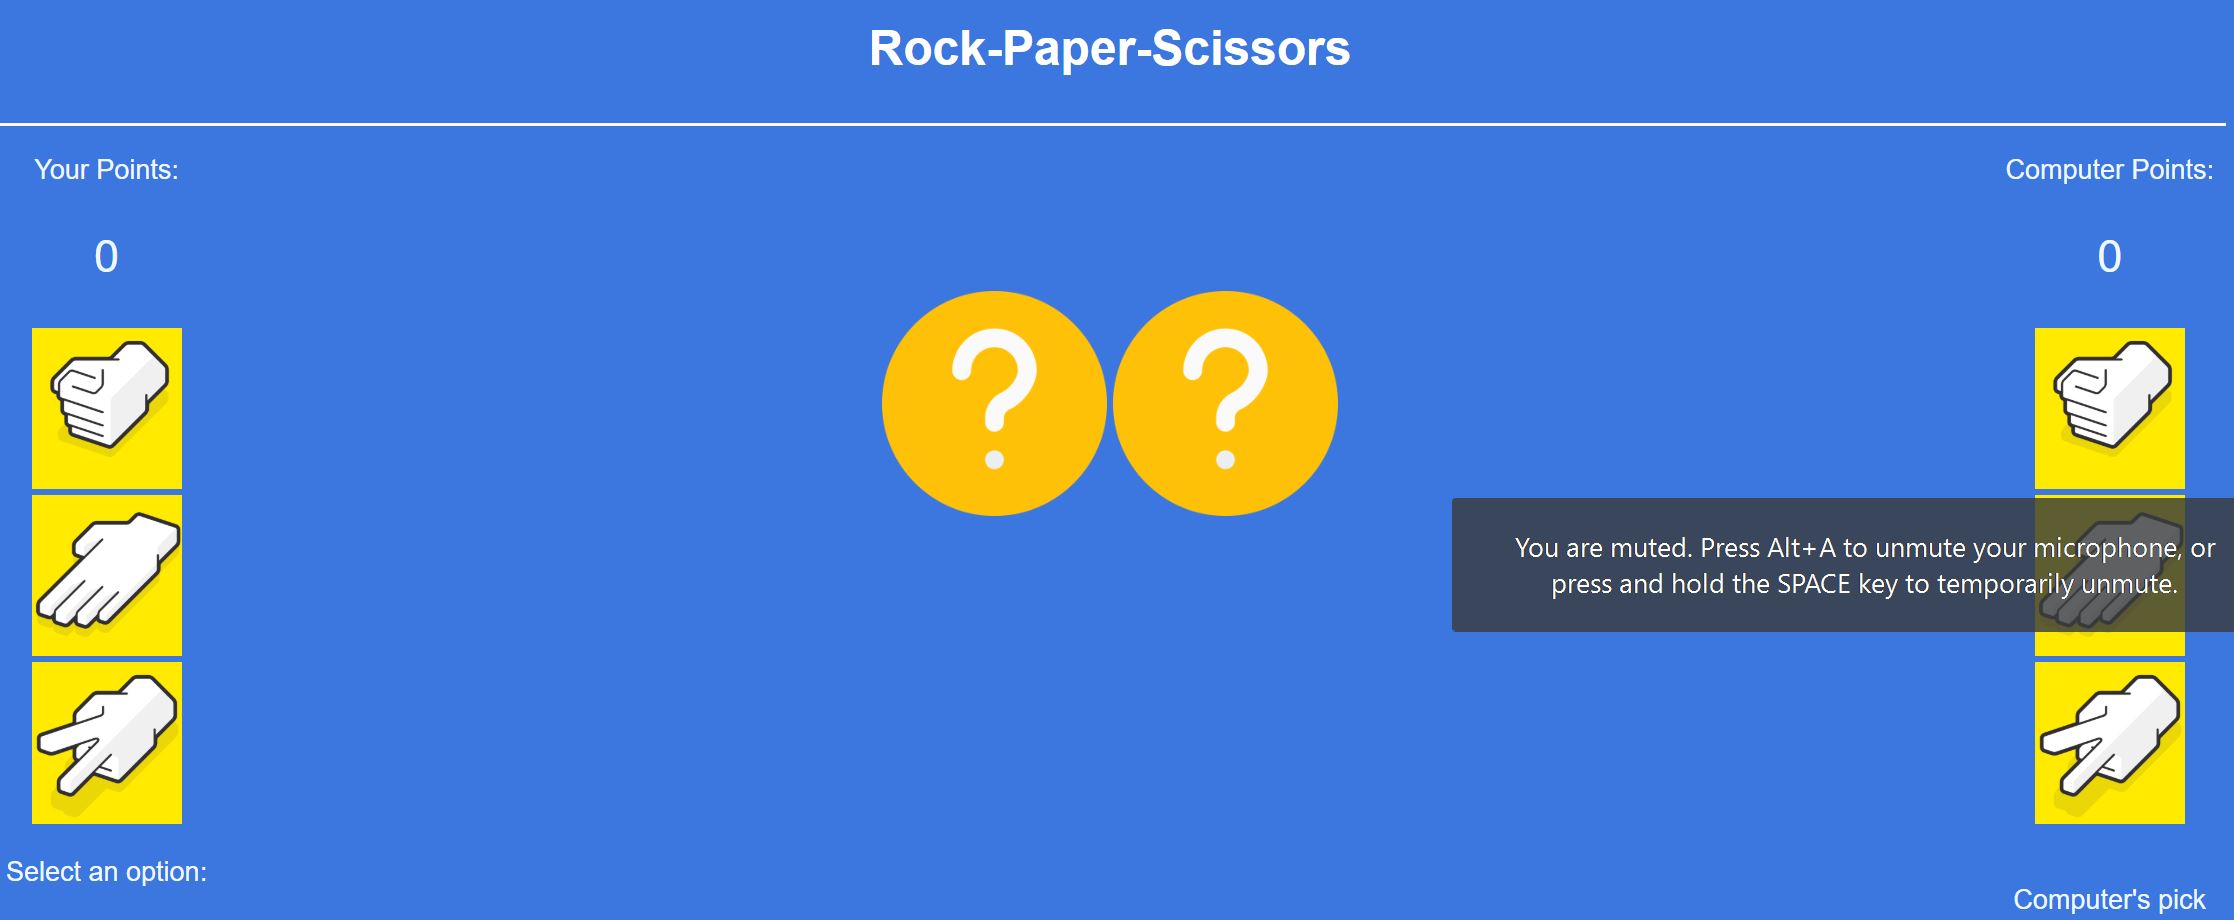 Rock-Paper-Scissors
Your Points:
Computer Points:
0
0
? ?
You are muted. Press Alt+A to unmute your microphone, or
press and hold the SPACE key to temporarily unmute.
Select an option:
Computer's pick